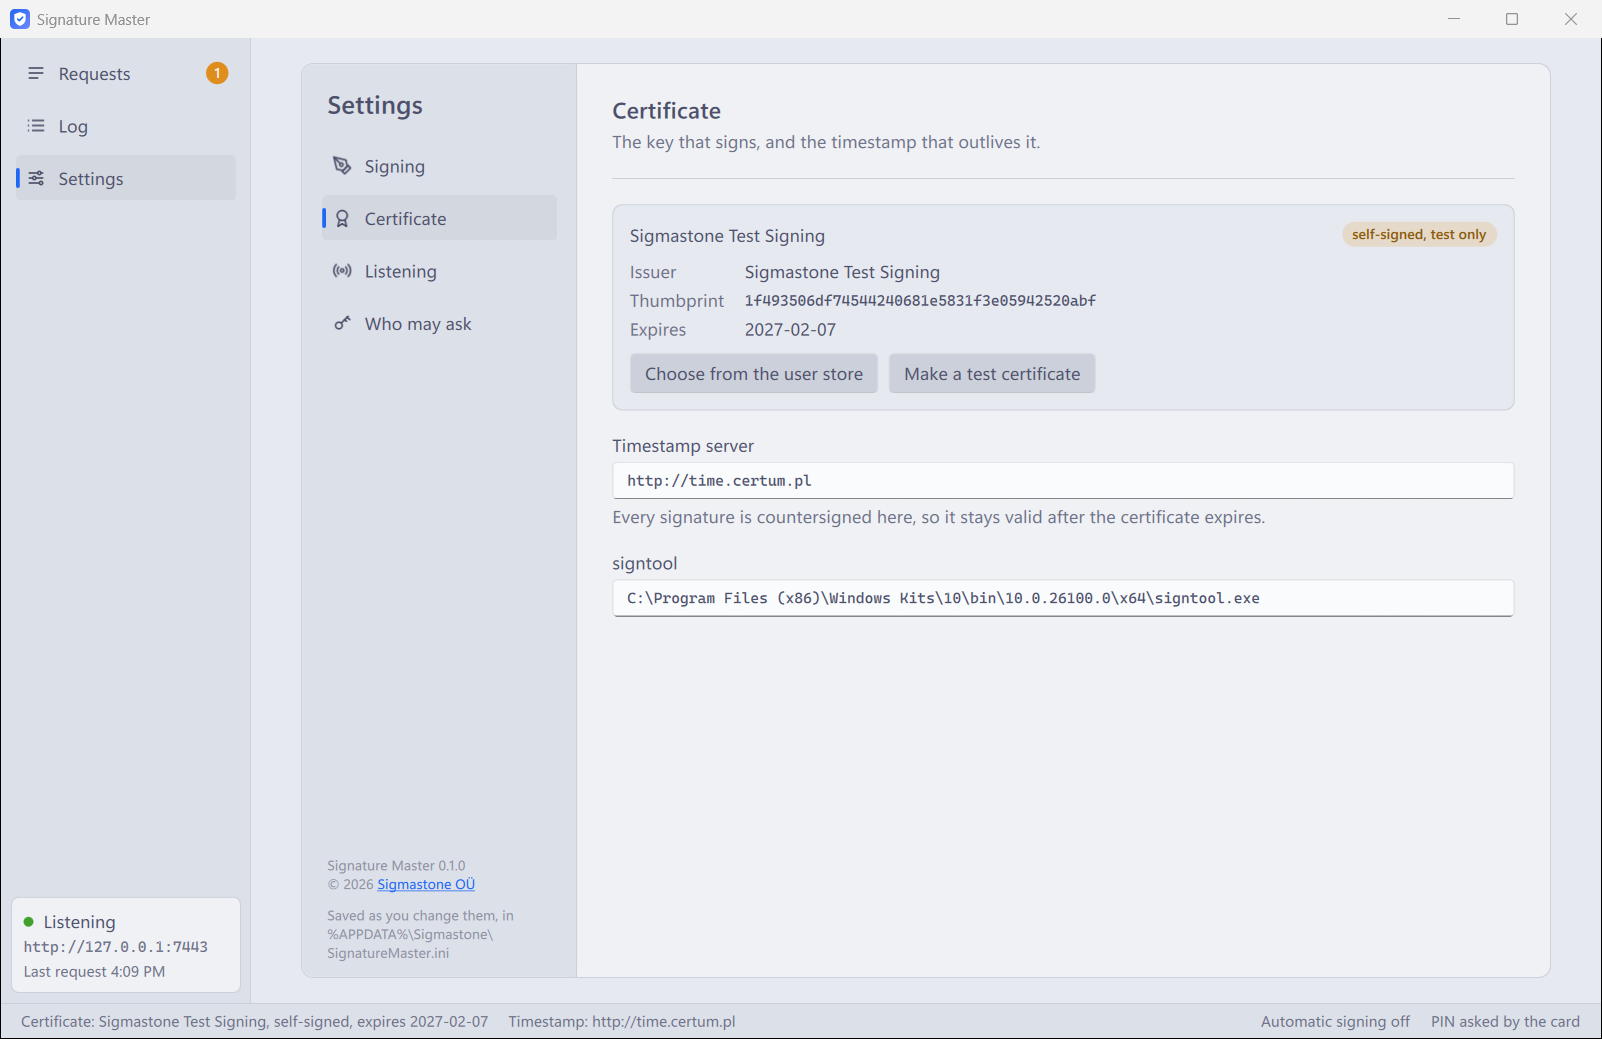 Signature Master
Requests 1
Log
Settings
Listening
http://127.0.0.1:7443
Last request 4:09 PM
Settings
Signing
Certificate
Listening
Who may ask
Signature Master 0.1.0
© 2026 Sigmastone OÜ
Saved as you change them, in
%APPDATA%\Sigmastone\
SignatureMaster.ini
Certificate
The key that signs, and the timestamp that outlives it.
Sigmastone Test Signing self-signed, test only
Issuer Sigmastone Test Signing
Thumbprint 1f493506df74544240681e5831f3e05942520abf
Expires 2027-02-07
Choose from the user store Make a test certificate
Timestamp server
http://time.certum.pl
Every signature is countersigned here, so it stays valid after the certificate expires.
signtool
C:\Program Files (x86)\Windows Kits\10\bin\10.0.26100.0\x64\signtool.exe
Certificate: Sigmastone Test Signing, self-signed, expires 2027-02-07 Timestamp: http://time.certum.pl Automatic signing off PIN asked by the card